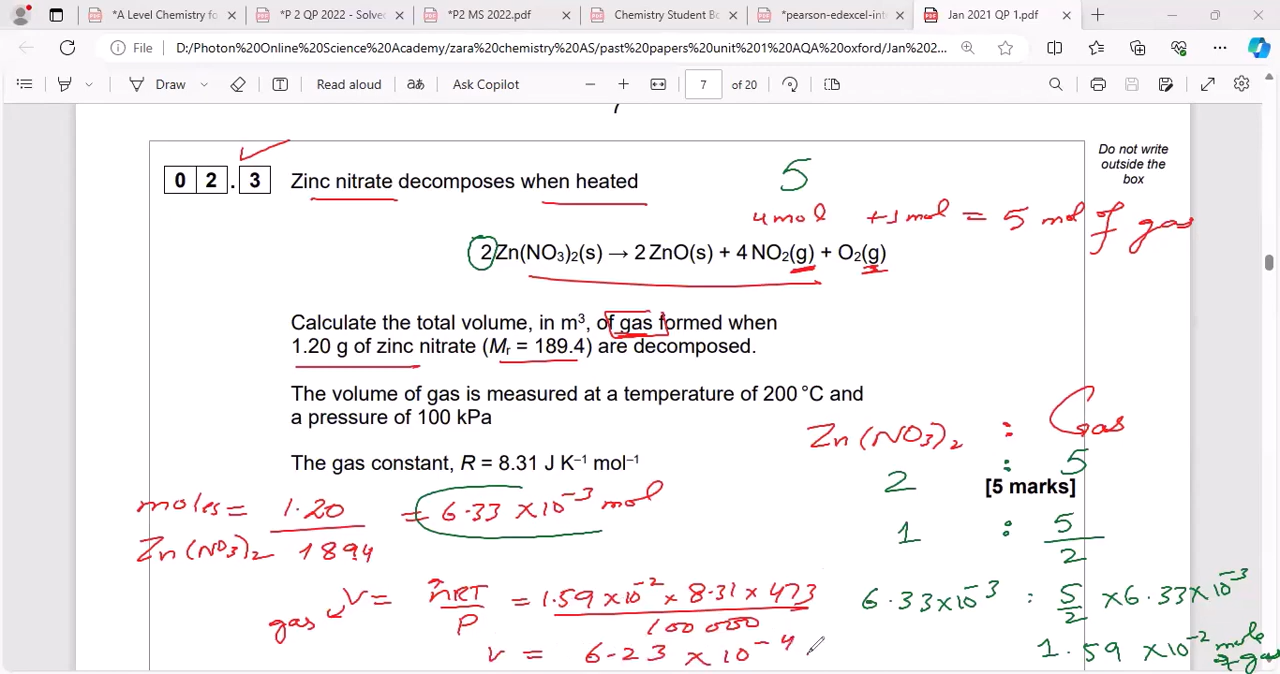 *A Level Chemistry fo
*P 2 QP 2022 - Solve
*P2 MS 2022.pdf
Chemistry Student Bo
*pearson-edexcel-inte
Jan 2021 QP 1.pdf
File
D:/Photon%20Online%20Science%20Academy/zara%20chemistry%20AS/past%20papers%20unit%201%20AQA%20oxford/Jan%20...
Draw
Read aloud
aあ
Ask Copilot
7 of 20
7
Do not write
outside the
box
02.3 Zinc nitrate decomposes when heated
5
4 mol + 1 mol = 5 mol of gas
2 Zn(NO₃)₂(s) → 2 ZnO(s) + 4 NO₂(g) + O₂(g)
Calculate the total volume, in m³, of gas formed when
1.20 g of zinc nitrate (Mᵣ = 189.4) are decomposed.
The volume of gas is measured at a temperature of 200 °C and
a pressure of 100 kPa
Zn(NO₃)₂ : Gas
The gas constant, R = 8.31 J K⁻¹ mol⁻¹
2 : 5
[5 marks]
moles Zn(NO₃)₂ = 1.20 / 189.4 = 6.33 × 10⁻³ mol
1 : 5/2
gas V = nRT / P = 1.59 × 10⁻² × 8.31 × 473 / 100 000
6.33 × 10⁻³ : 5/2 × 6.33 × 10⁻³
V = 6.23 × 10⁻⁴
1.59 × 10⁻² mole of gas